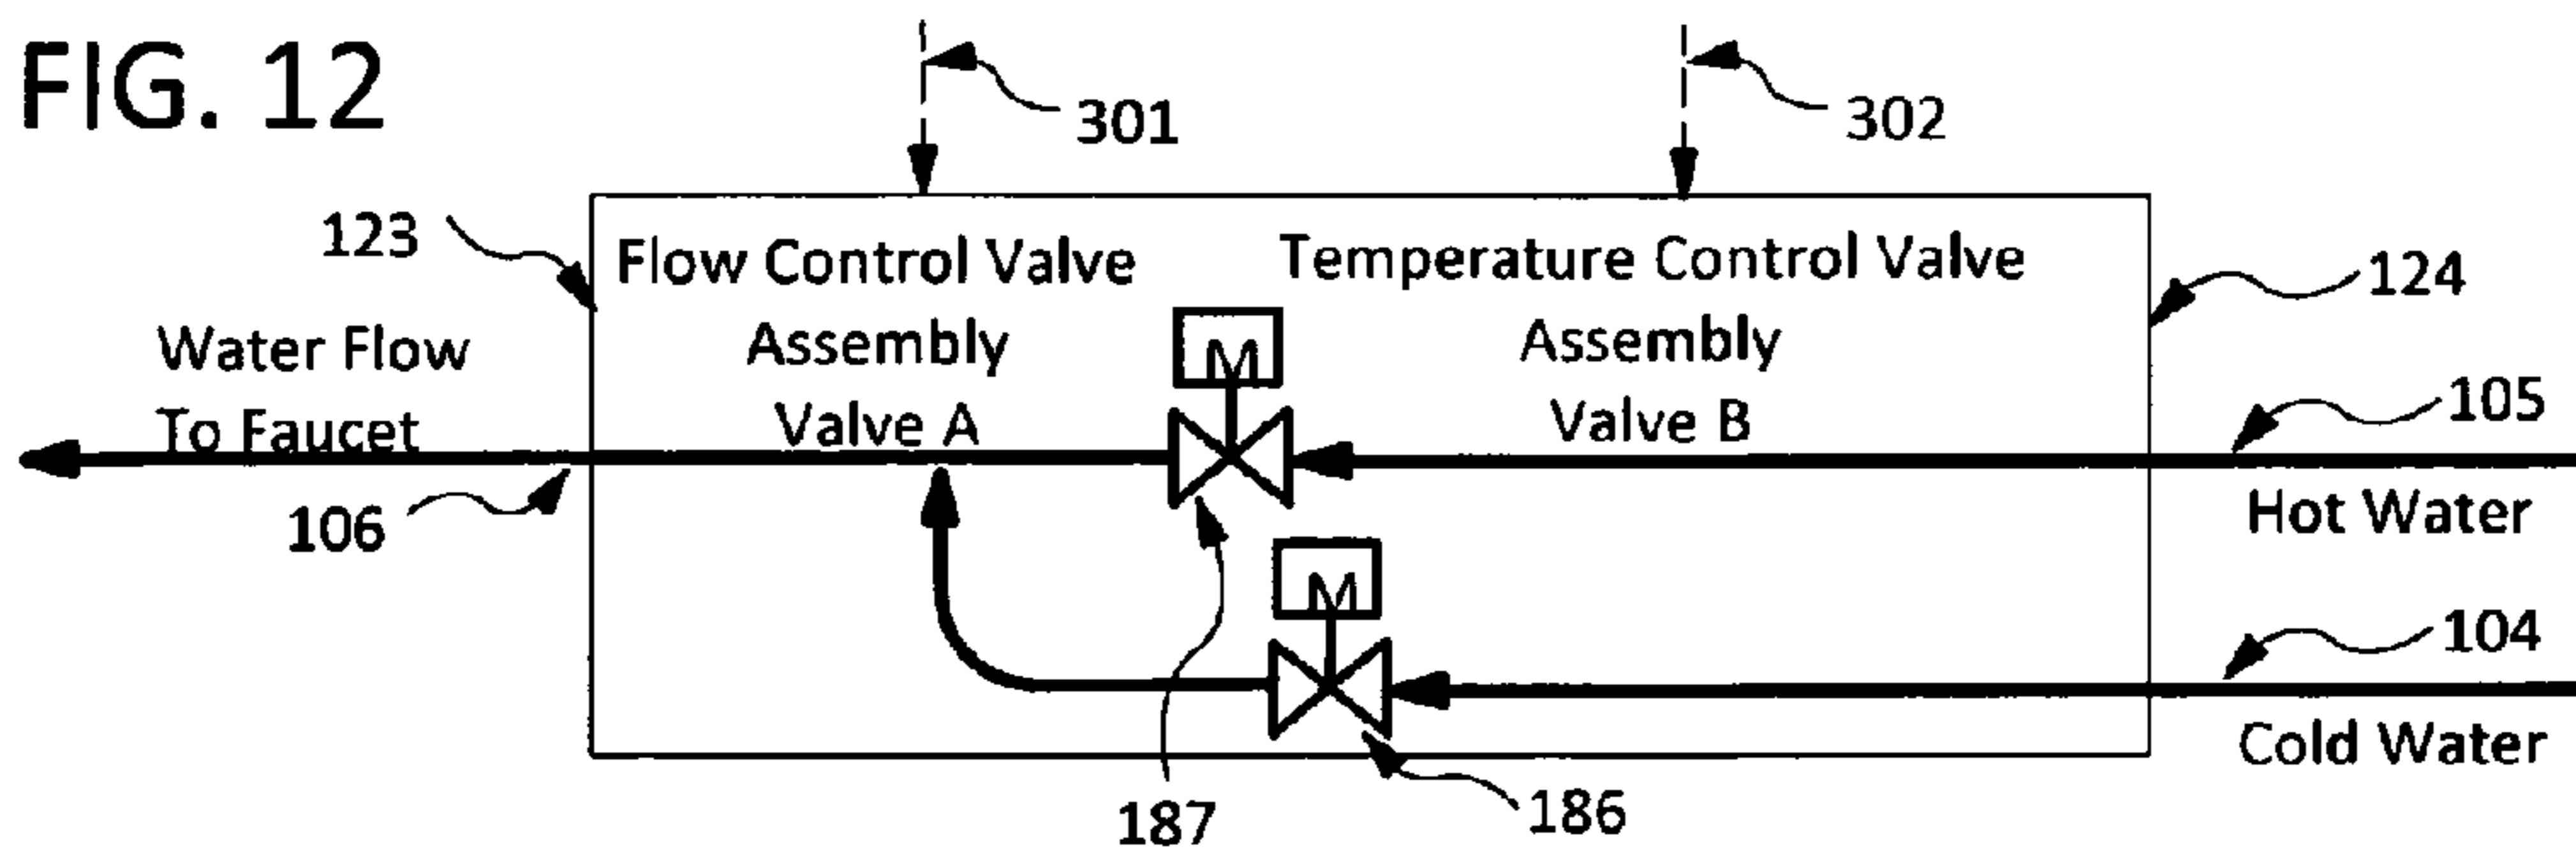 FIG. 12
301
302
123
Flow Control Valve
Assembly
Valve A
Temperature Control Valve
Assembly
Valve B
124
Water Flow
To Faucet
M
105
106
Hot Water
M
104
Cold Water
187
186